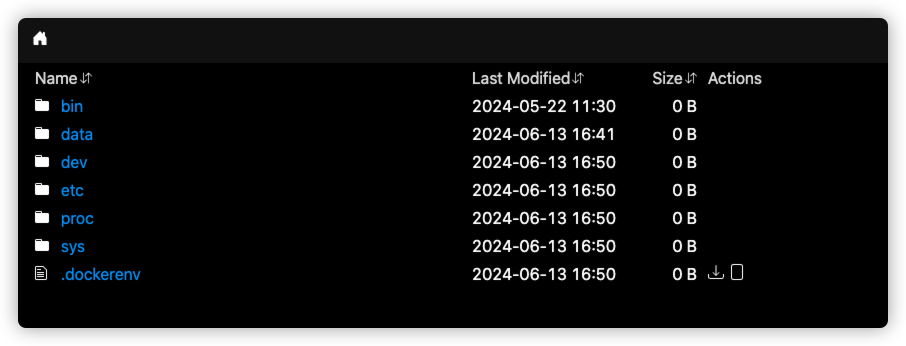 Name Last Modified Size Actions
bin 2024-05-22 11:30 0 B
data 2024-06-13 16:41 0 B
dev 2024-06-13 16:50 0 B
etc 2024-06-13 16:50 0 B
proc 2024-06-13 16:50 0 B
sys 2024-06-13 16:50 0 B
.dockerenv 2024-06-13 16:50 0 B